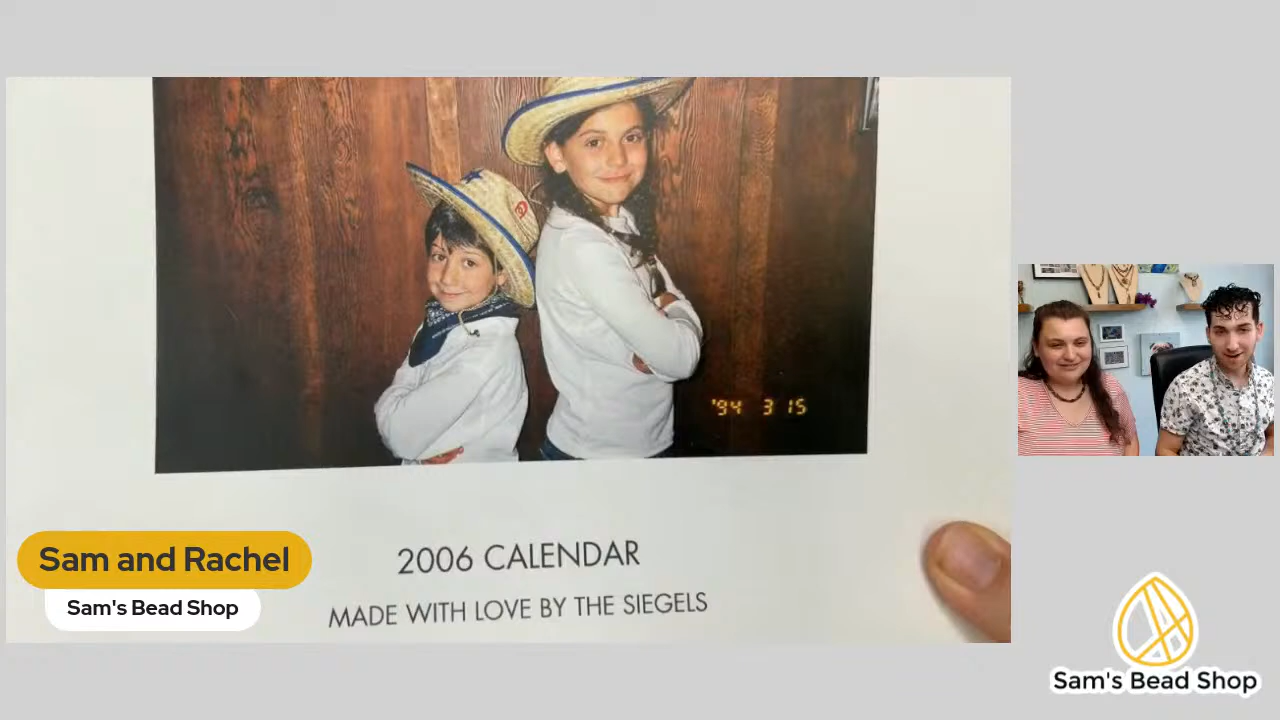 '94 3 15
2006 CALENDAR
MADE WITH LOVE BY THE SIEGELS
Sam and Rachel
Sam's Bead Shop
Sam's Bead Shop